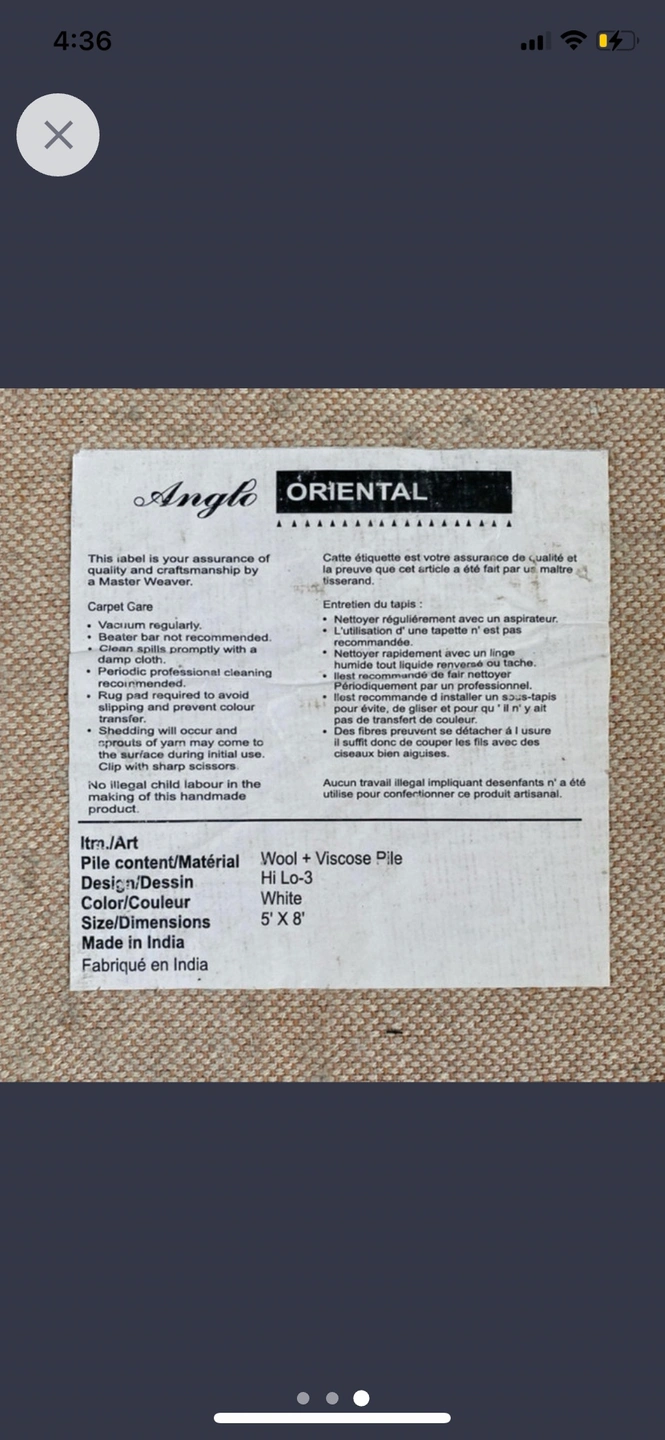 4:36
Anglo ORIENTAL
This label is your assurance of
quality and craftsmanship by
a Master Weaver.
Carpet Gare
• Vacuum regularly.
• Beater bar not recommended.
• Clean spills promptly with a
damp cloth.
• Periodic professional cleaning
recommended.
• Rug pad required to avoid
slipping and prevent colour
transfer.
• Shedding will occur and
sprouts of yarn may come to
the surface during initial use.
Clip with sharp scissors.
No illegal child labour in the
making of this handmade
product.
Catte étiquette est votre assurance de qualité et
la preuve que cet article a été fait par us maître
tisserand.
Entretien du tapis :
• Nettoyer réguliérement avec un aspirateur.
• L'utilisation d' une tapette n' est pas
recommandée.
• Nettoyer rapidement avec un linge
humide tout liquide renversé ou tache.
• Ilest recommandé de fair nettoyer
Périodiquement par un professionnel.
• Ilest recommande d installer un sous-tapis
pour évite, de gliser et pour qu ' il n' y ait
pas de transfert de couleur.
• Des fibres preuvent se détacher á l usure
il suffit donc de couper les fils avec des
ciseaux bien aiguises.
Aucun travail illegal impliquant desenfants n' a été
utilise pour confectionner ce produit artisanal.
Itm./Art
Pile content/Matérial Wool + Viscose Pile
Design/Dessin Hi Lo-3
Color/Couleur White
Size/Dimensions 5' X 8'
Made in India
Fabriqué en India